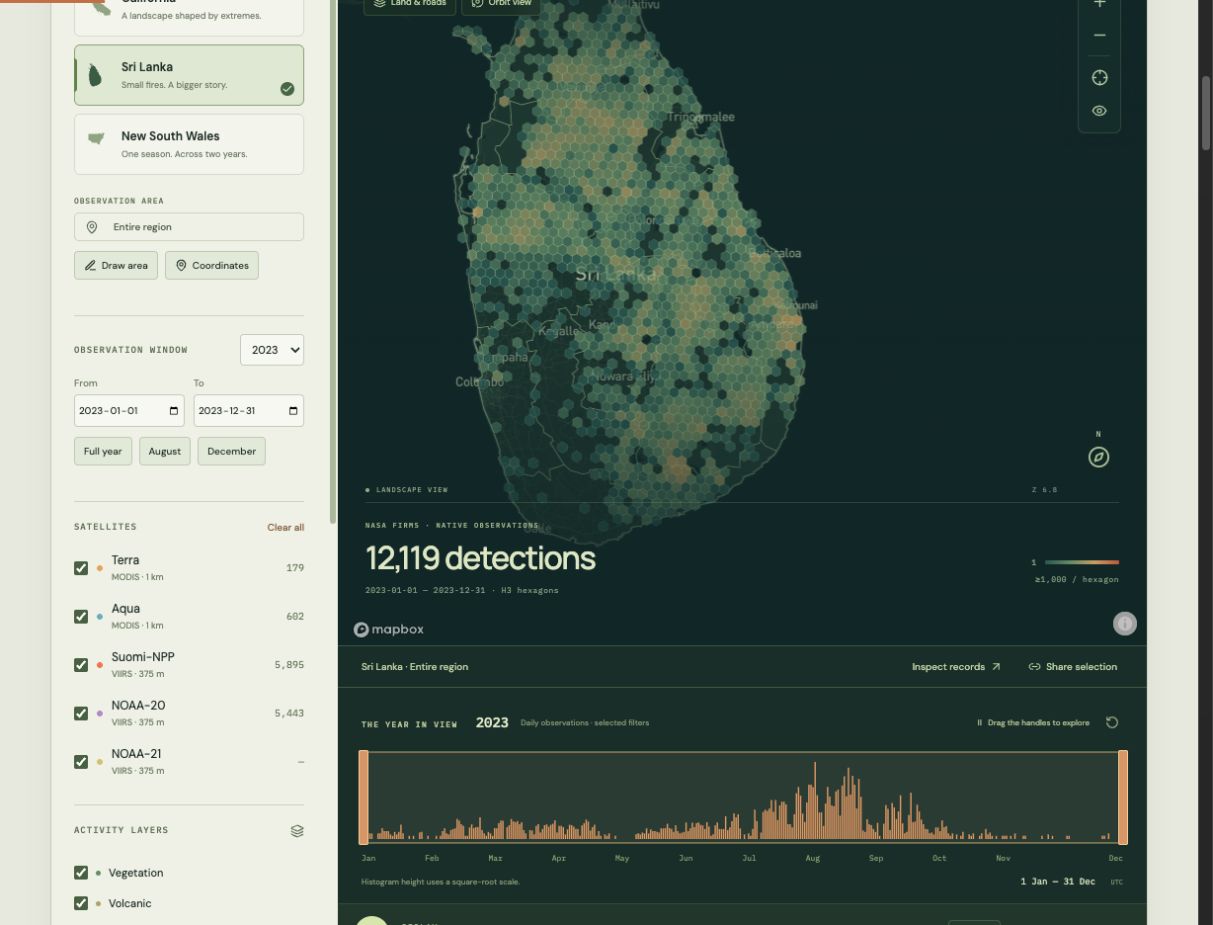 California
A landscape shaped by extremes.
Sri Lanka
Small fires. A bigger story.
New South Wales
One season. Across two years.
OBSERVATION AREA
Entire region
Draw area
Coordinates
OBSERVATION WINDOW
2023
From
To
2023-01-01
2023-12-31
Full year
August
December
SATELLITES
Clear all
Terra
MODIS · 1 km
179
Aqua
MODIS · 1 km
602
Suomi-NPP
VIIRS · 375 m
5,895
NOAA-20
VIIRS · 375 m
5,443
NOAA-21
VIIRS · 375 m
—
ACTIVITY LAYERS
Vegetation
Volcanic
Land & roads
Orbit view
Trincomalee
Sri Lanka
Kegalle
Colombo
N
LANDSCAPE VIEW
Z 6.8
NASA FIRMS · NATIVE OBSERVATIONS
12,119 detections
2023-01-01 — 2023-12-31 · H3 hexagons
1
≥1,000 / hexagon
mapbox
Sri Lanka · Entire region
Inspect records
Share selection
THE YEAR IN VIEW
2023
Daily observations · selected filters
Drag the handles to explore
Jan
Feb
Mar
Apr
May
Jun
Jul
Aug
Sep
Oct
Nov
Dec
Histogram height uses a square-root scale.
1 Jan — 31 Dec
UTC